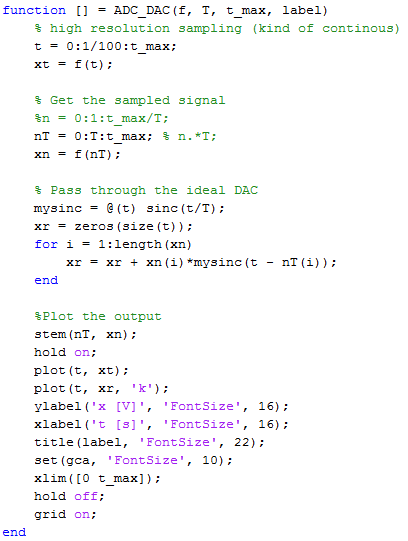 function [] = ADC_DAC(f, T, t_max, label)
% high resolution sampling (kind of continous)
t = 0:1/100:t_max;
xt = f(t);
% Get the sampled signal
%n = 0:1:t_max/T;
nT = 0:T:t_max; % n.*T;
xn = f(nT);
% Pass through the ideal DAC
mysinc = @(t) sinc(t/T);
xr = zeros(size(t));
for i = 1:length(xn)
xr = xr + xn(i)*mysinc(t - nT(i));
end
%Plot the output
stem(nT, xn);
hold on;
plot(t, xt);
plot(t, xr, 'k');
ylabel('x [V]', 'FontSize', 16);
xlabel('t [s]', 'FontSize', 16);
title(label, 'FontSize', 22);
set(gca, 'FontSize', 10);
xlim([0 t_max]);
hold off;
grid on;
end